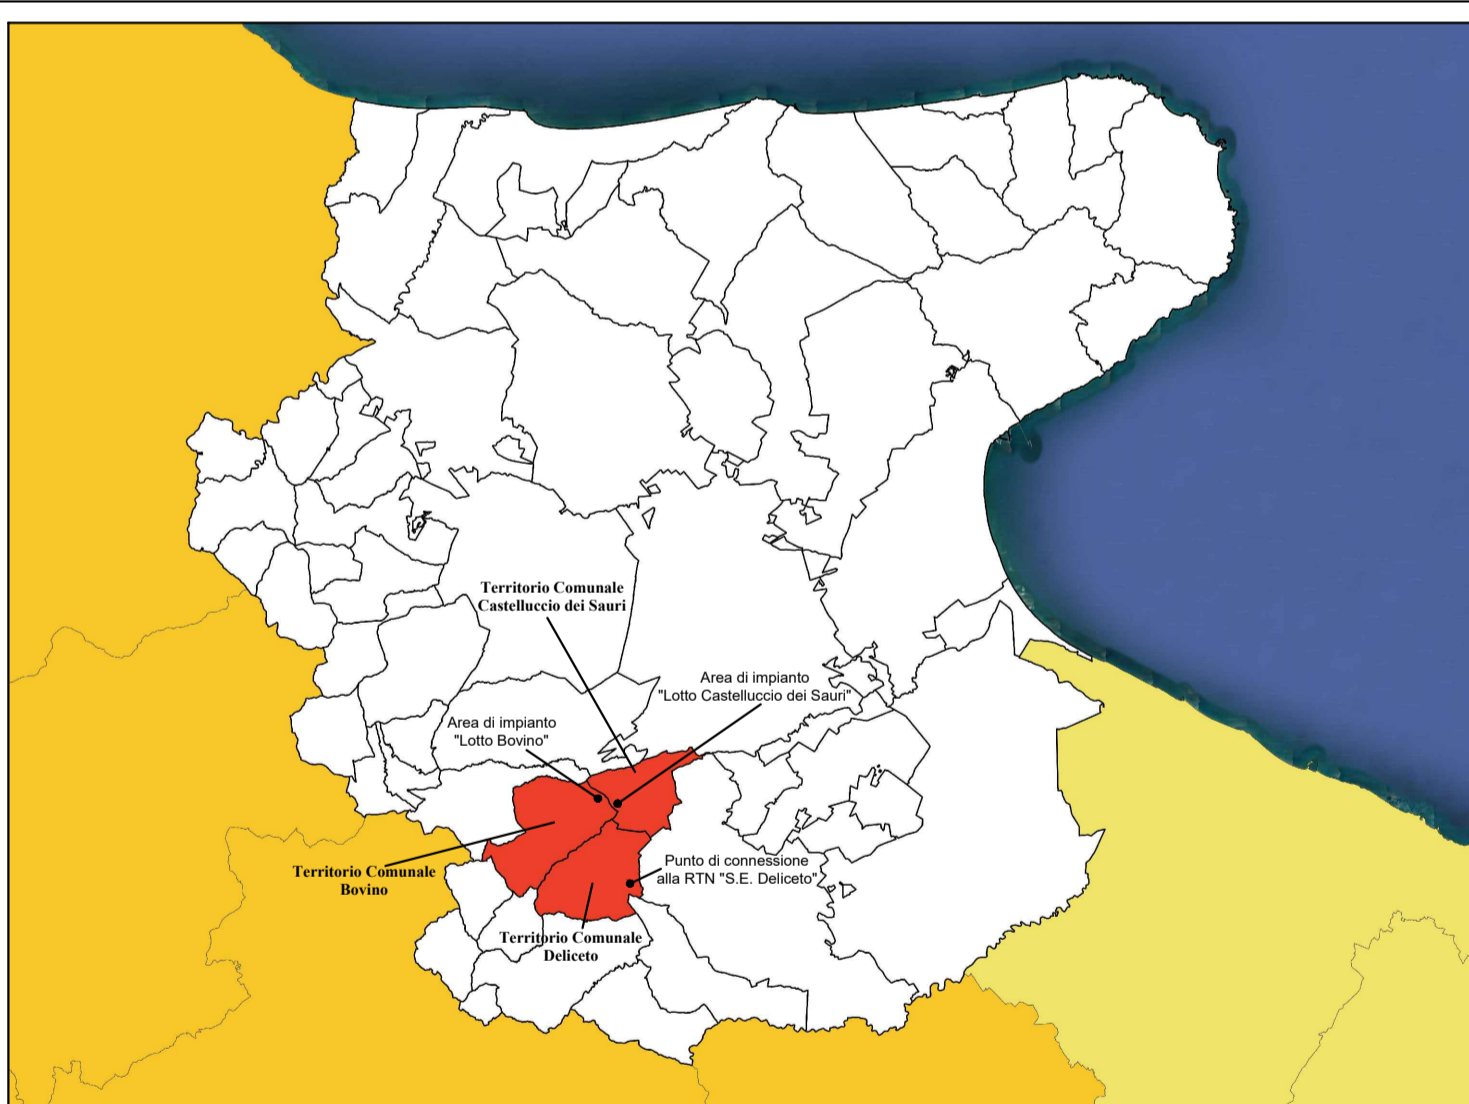 Territorio Comunale
Castelluccio dei Sauri
Area di impianto
"Lotto Castelluccio dei Sauri"
Area di impianto
"Lotto Bovino"
Territorio Comunale
Bovino
Punto di connessione
alla RTN "S.E. Deliceto"
Territorio Comunale
Deliceto